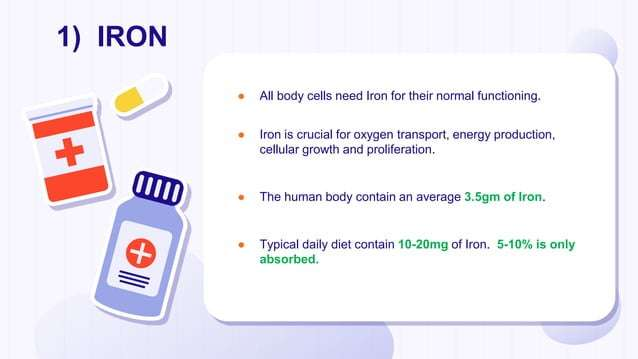 1) IRON
● All body cells need Iron for their normal functioning.
● Iron is crucial for oxygen transport, energy production,
cellular growth and proliferation.
● The human body contain an average 3.5gm of Iron.
● Typical daily diet contain 10-20mg of Iron. 5-10% is only
absorbed.